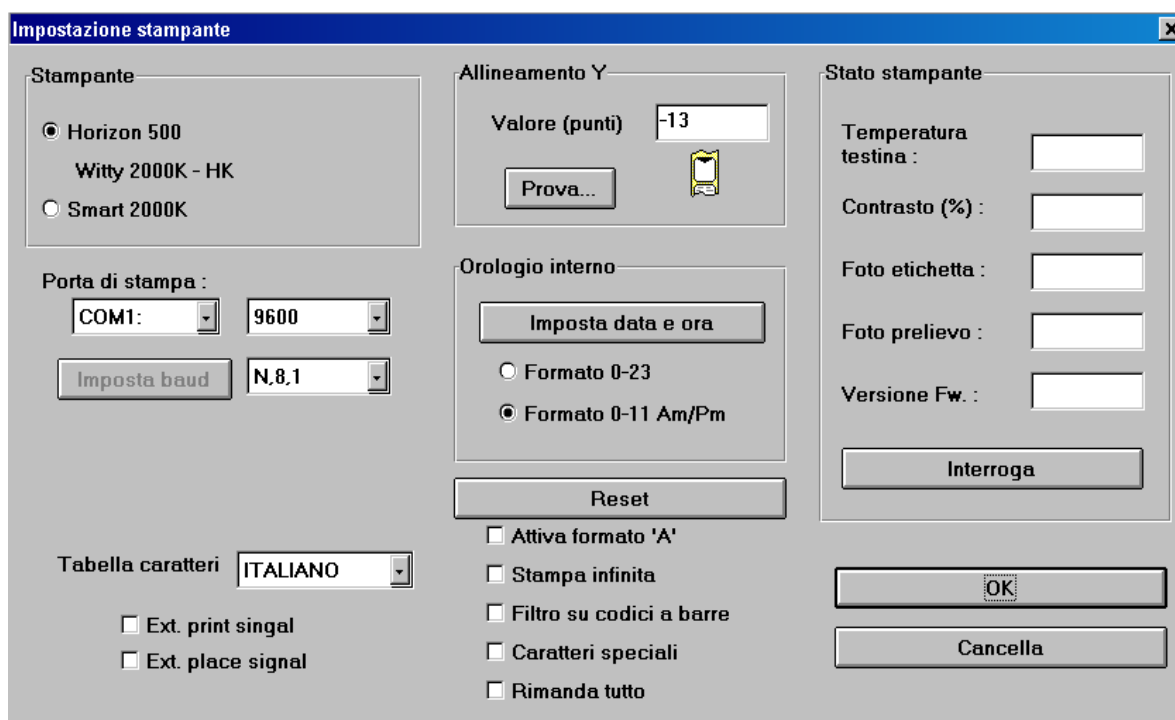 Impostazione stampante
Stampante
Horizon 500
Witty 2000K - HK
Smart 2000K
Porta di stampa :
COM1:
9600
Imposta baud
N,8,1
Tabella caratteri
ITALIANO
Ext. print singal
Ext. place signal
Allineamento Y
Valore (punti)
-13
Prova...
Orologio interno
Imposta data e ora
Formato 0-23
Formato 0-11 Am/Pm
Reset
Attiva formato 'A'
Stampa infinita
Filtro su codici a barre
Caratteri speciali
Rimanda tutto
Stato stampante
Temperatura
testina :
Contrasto (%) :
Foto etichetta :
Foto prelievo :
Versione Fw. :
Interroga
OK
Cancella